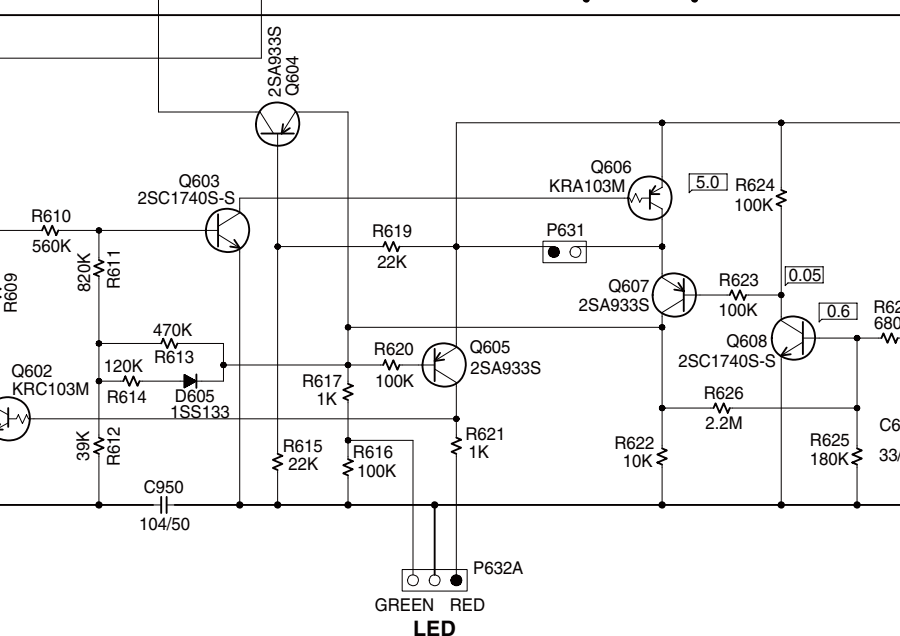 2SA933S
Q604
Q606
KRA103M
5.0
R624
100K
Q603
2SC1740S-S
R610
560K
R619
22K
P631
820K
R611
R609
Q607
2SA933S
R623
100K
0.05
0.6
680
Q608
2SC1740S-S
470K
R613
R620
100K
Q605
2SA933S
Q602
KRC103M
120K
R614
D605
1SS133
R617
1K
R626
2.2M
39K
R612
R615
22K
R616
100K
R621
1K
R622
10K
R625
180K
33/
C950
104/50
P632A
GREEN RED
LED